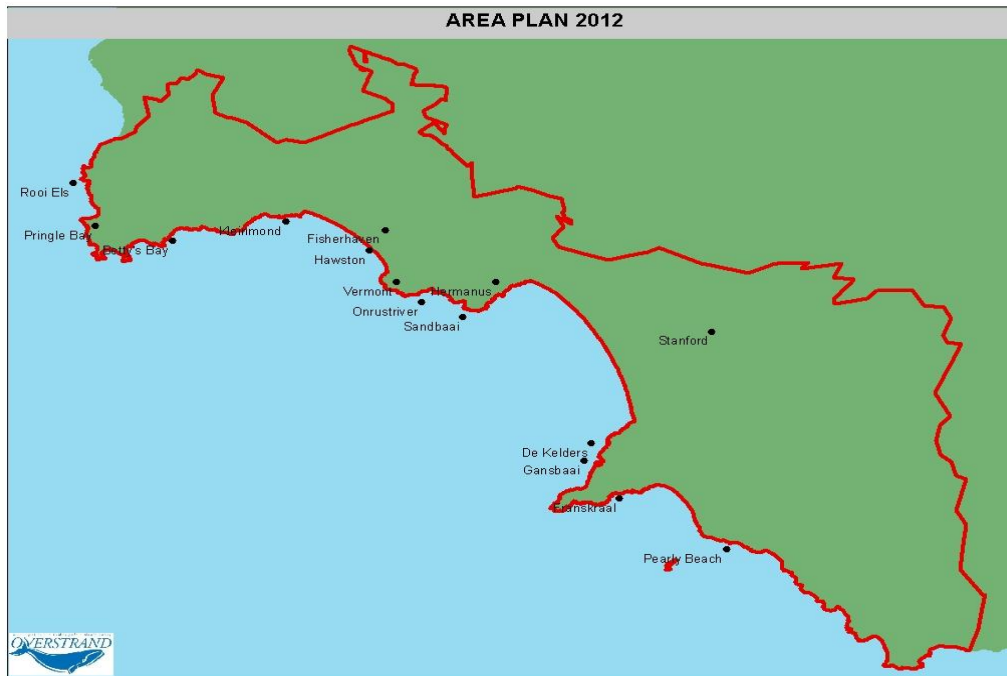 AREA PLAN 2012
Rooi Els
Pringle Bay
Betty's Bay
Kleinmond
Fisherhaven
Hawston
Vermont
Hermanus
Onrustriver
Sandbaai
Stanford
De Kelders
Gansbaai
Franskraal
Pearly Beach
OVERSTRAND